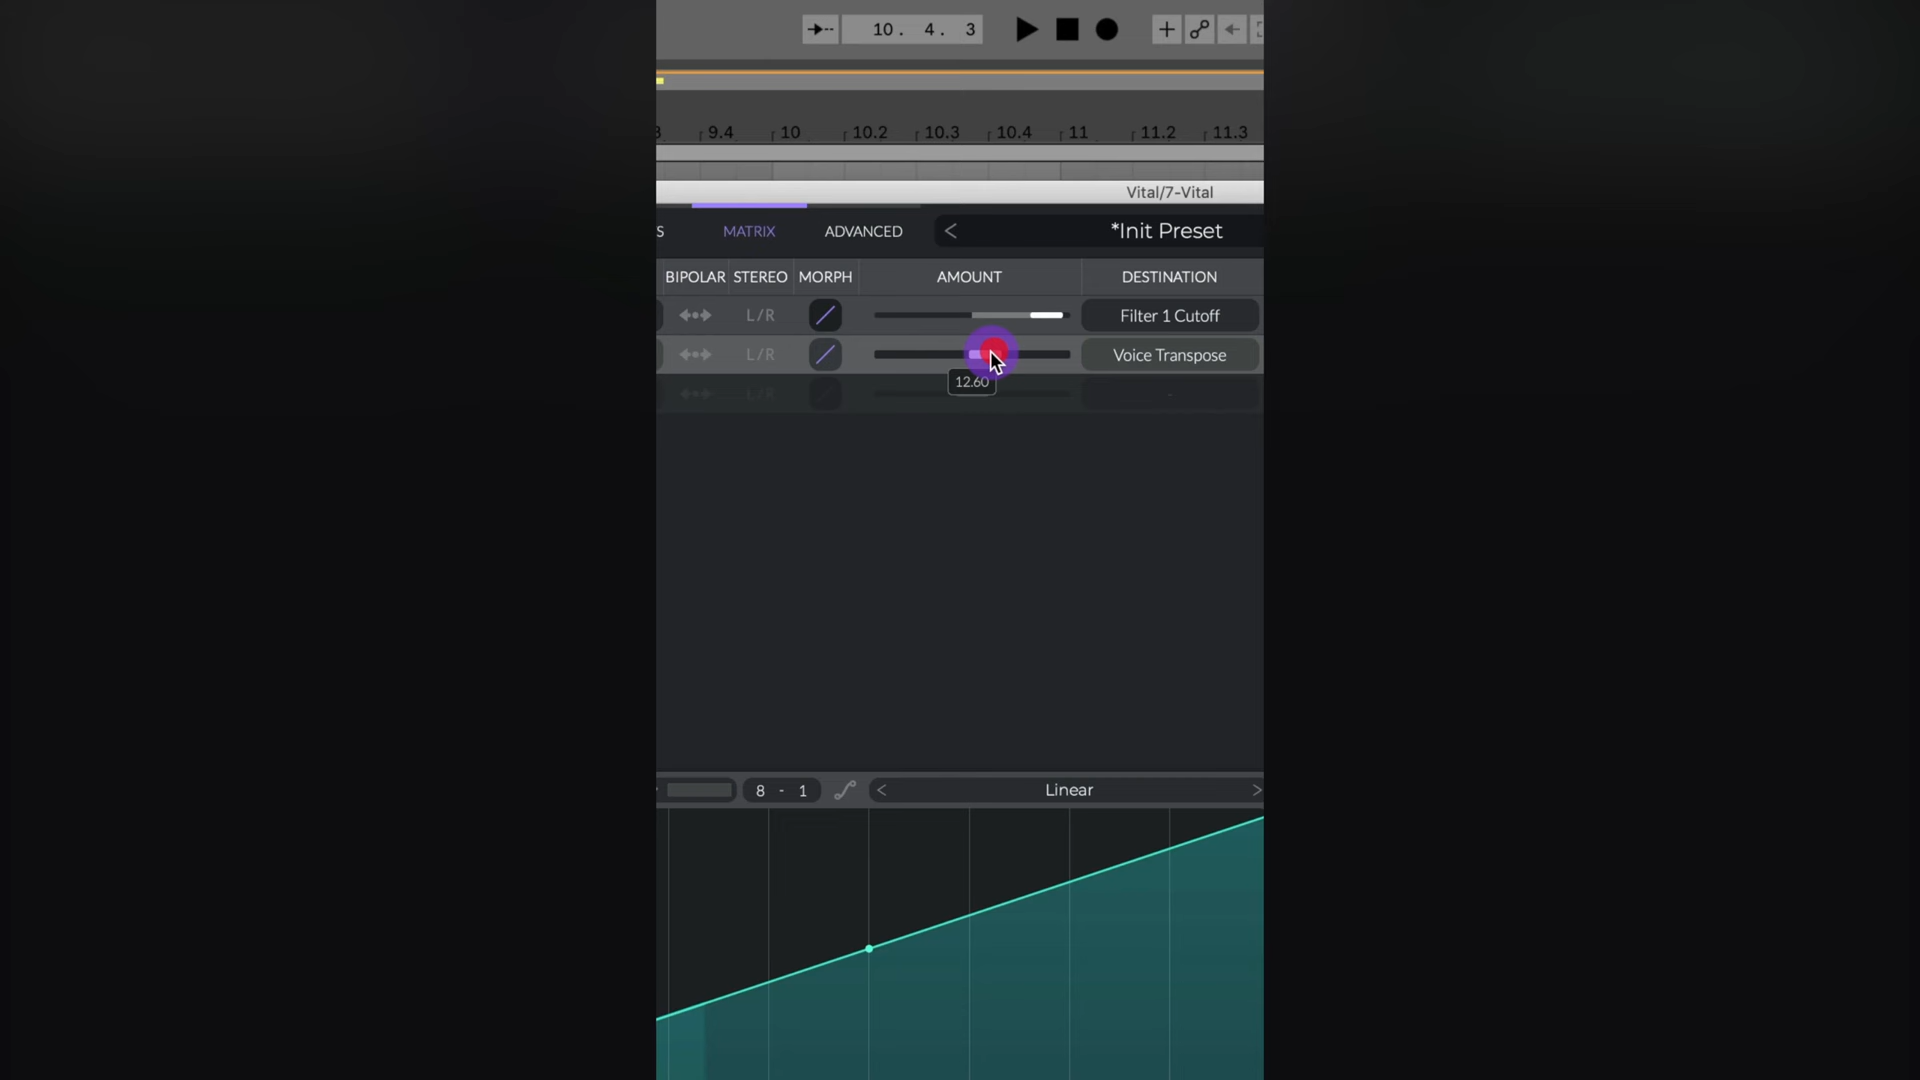 10. 4. 3
9.4 10 10.2 10.3 10.4 11 11.2 11.3
Vital/7-Vital
S MATRIX ADVANCED < *Init Preset
BIPOLAR STEREO MORPH AMOUNT DESTINATION
L/R Filter 1 Cutoff
L/R Voice Transpose
12.60
L/R -
8 - 1 < Linear >